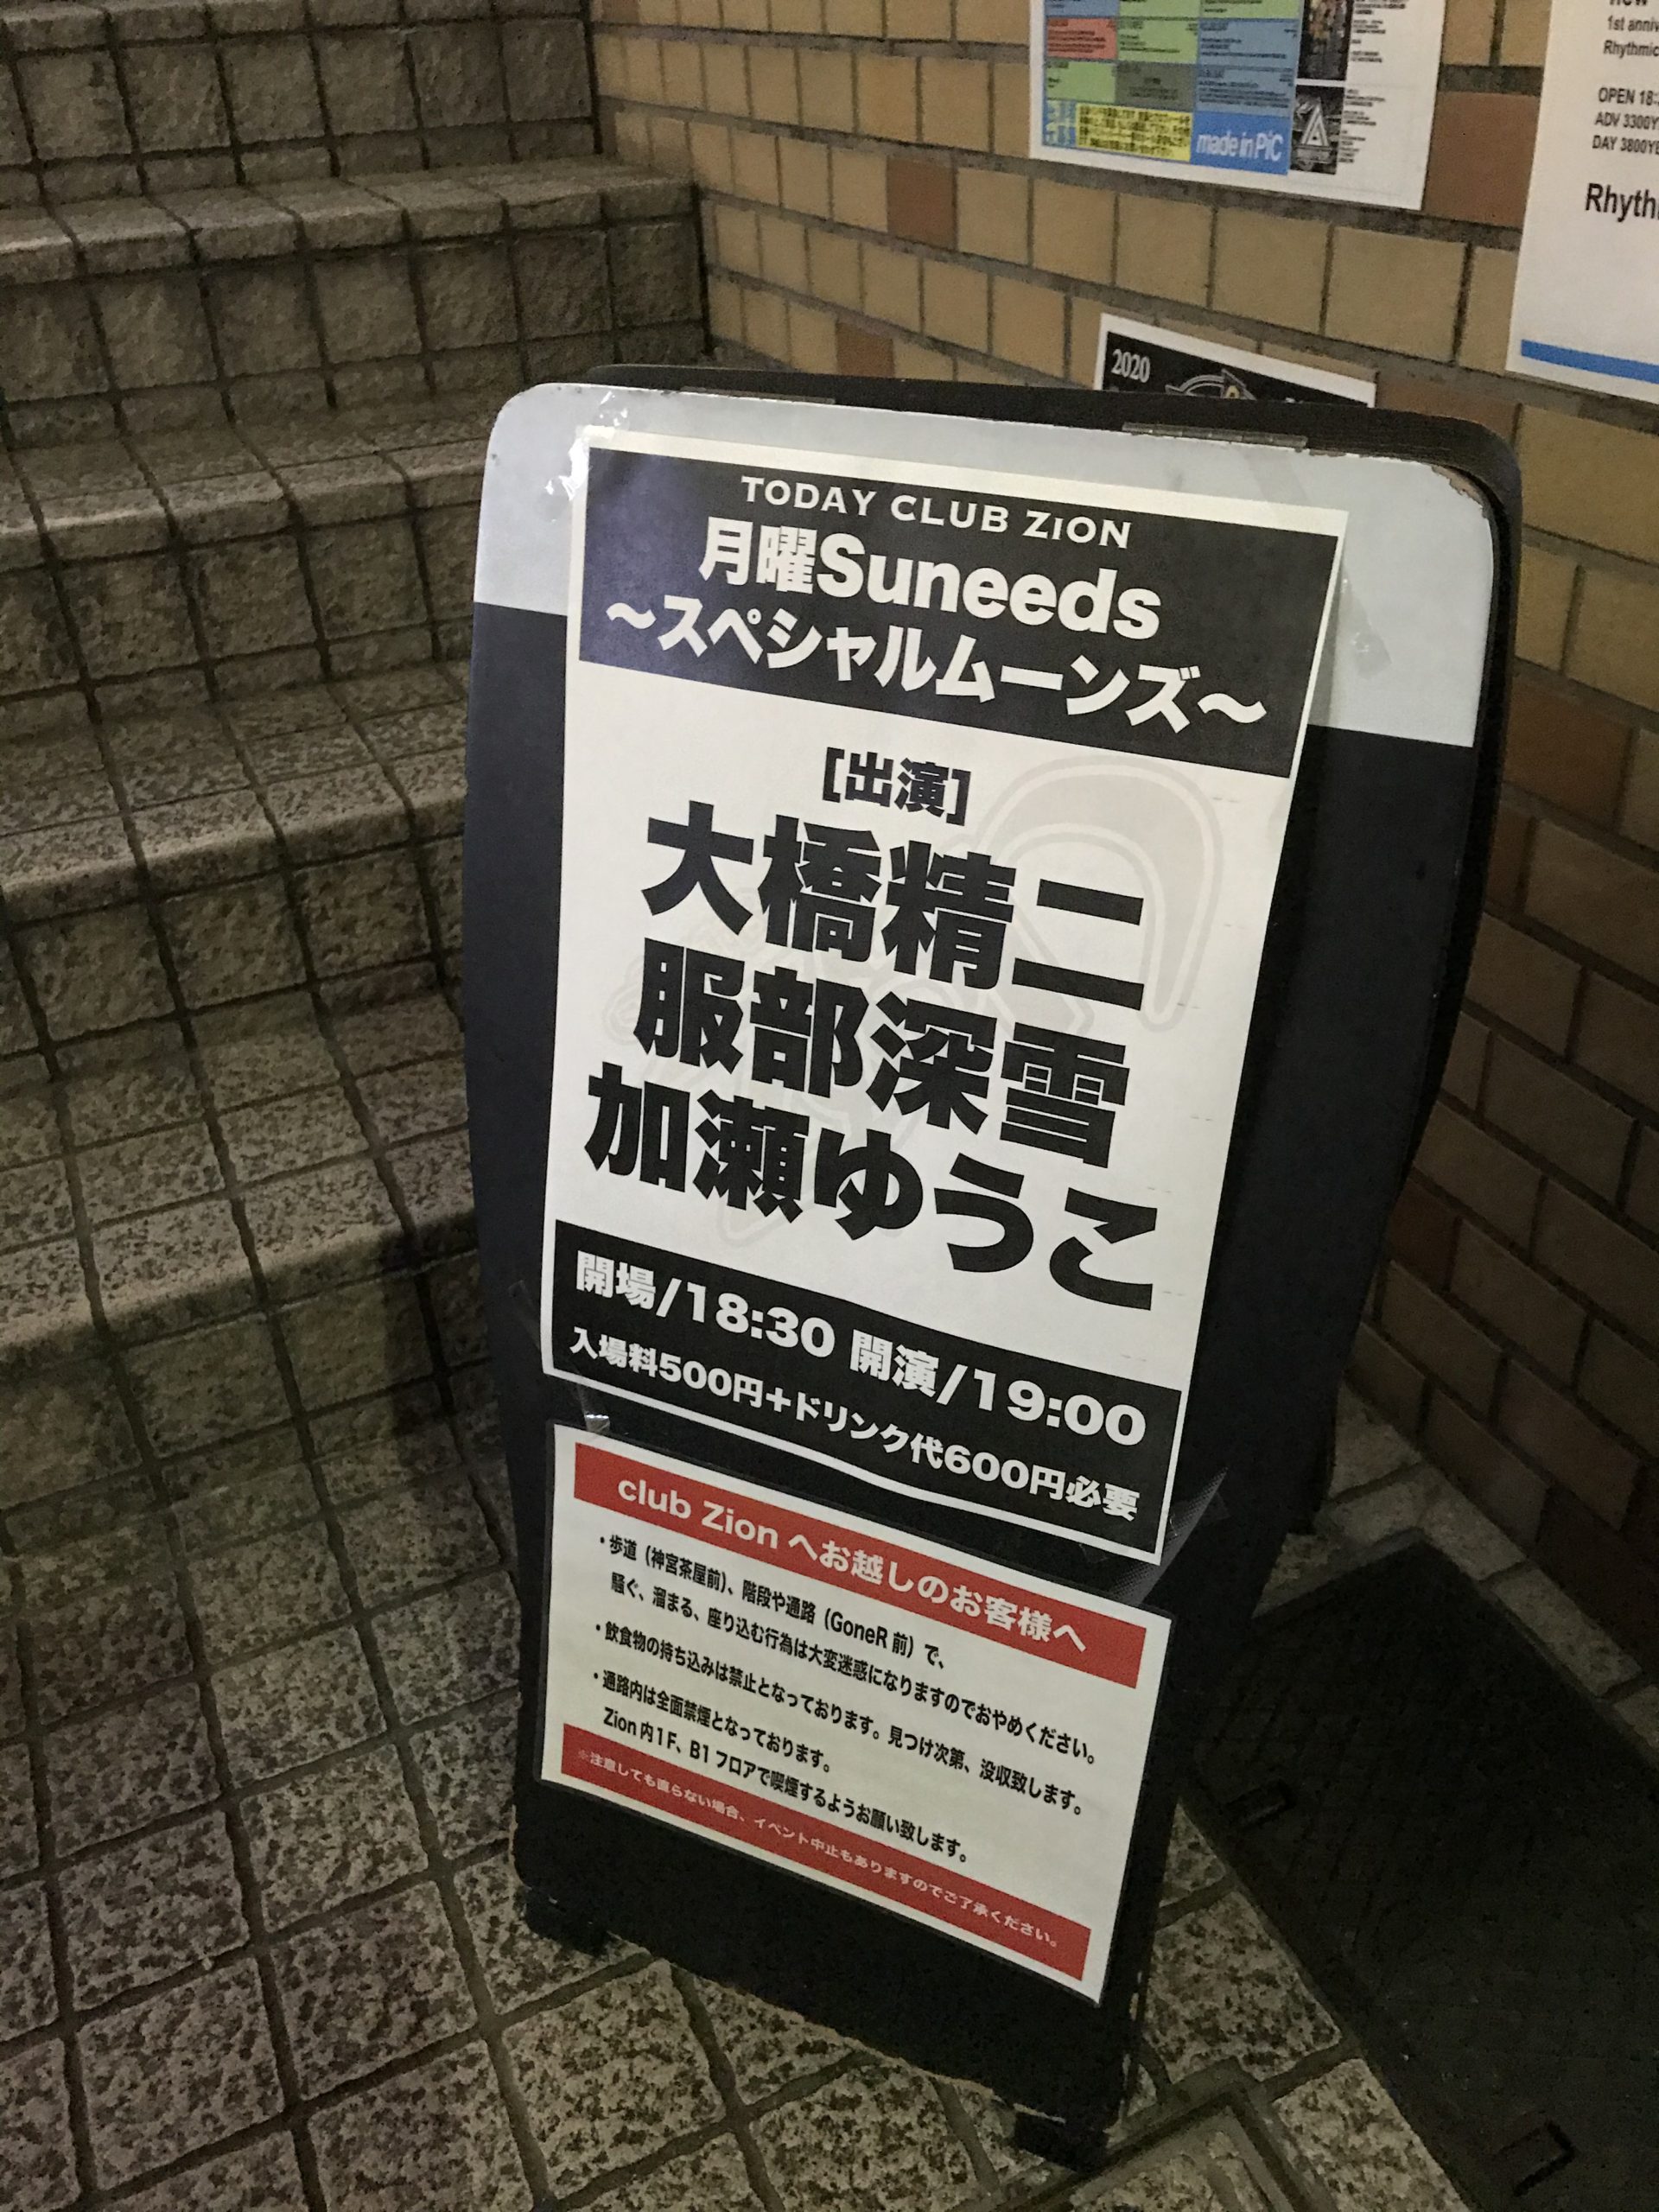 made in PiC
1st anniv
Rhythmic
OPEN 18:
ADV 3300Y
DAY 3800YE
Rhyth
2020
TODAY CLUB ZION
月曜Suneeds
～スペシャルムーンズ～
[出演]
大橋精二
服部深雪
加瀬ゆうこ
開場/18:30 開演/19:00
入場料500円+ドリンク代600円必要
club Zion へお越しのお客様へ
・歩道（神宮茶屋前）、階段や通路（GoneR 前）で、
騒ぐ、溜まる、座り込む行為は大変迷惑になりますのでおやめください。
・飲食物の持ち込みは禁止となっております。見つけ次第、没収致します。
・通路内は全面禁煙となっております。
Zion 内1F、B1 フロアで喫煙するようお願い致します。
※注意しても直らない場合、イベント中止もありますのでご了承ください。